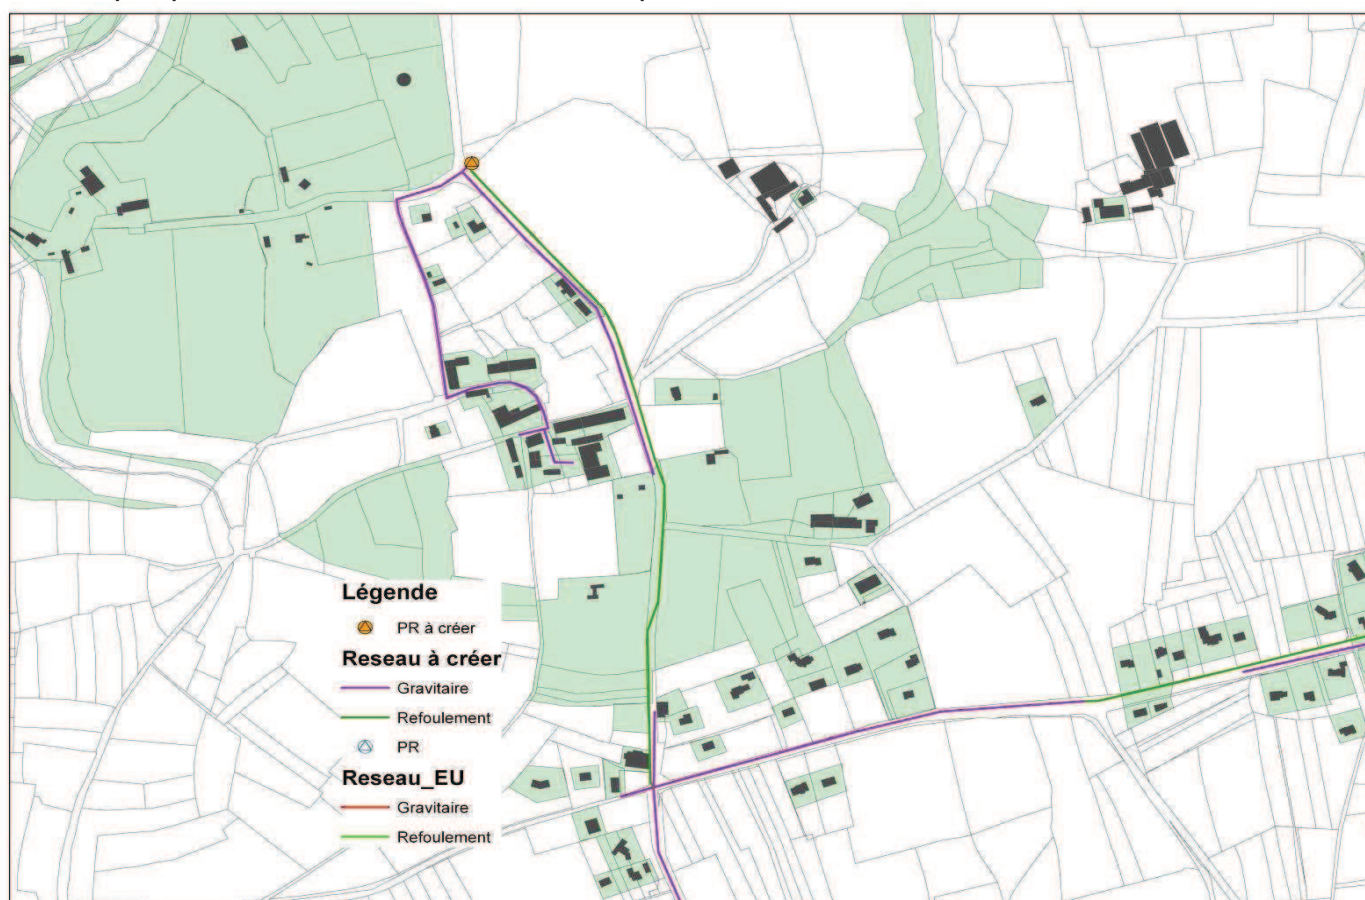 Légende
PR à créer
Reseau à créer
Gravitaire
Refoulement
PR
Reseau_EU
Gravitaire
Refoulement